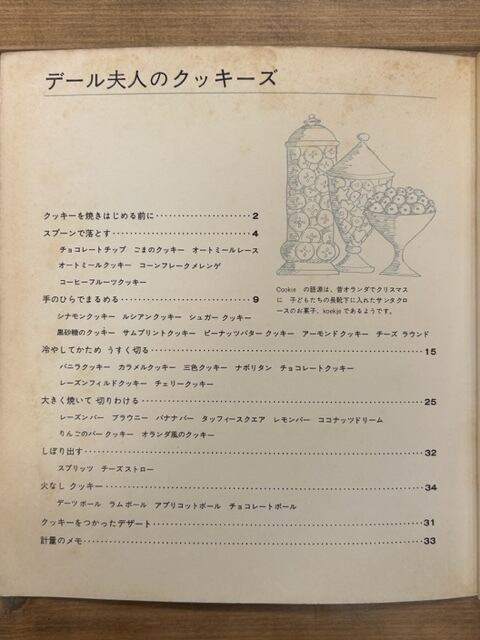 デール夫人のクッキーズ
クッキーを焼きはじめる前に……………………2
スプーンで落とす……………………4
チョコレートチップ ごまのクッキー オートミールレース
オートミールクッキー コーンフレークメレンゲ
コーヒーフルーツクッキー
Cookie の語源は、昔オランダでクリスマス
に 子どもたちの長靴下に入れたサンタクロ
ースのお菓子、koekjeであるようです。
手のひらでまるめる……………………9
シナモンクッキー ルシアンクッキー シュガー クッキー
黒砂糖のクッキー サムプリントクッキー ピーナッツバター クッキー アーモンドクッキー チーズ ラウンド
冷やしてかため うすく切る……………………15
バニラクッキー カラメルクッキー 三色クッキー ナポリタン チョコレートクッキー
レーズンフィルドクッキー チェリークッキー
大きく焼いて 切りわける……………………25
レーズンバー ブラウニー バナナバー タッフィースクエア レモンバー ココナッツドリーム
りんごのバークッキー オランダ風のクッキー
しぼり出す……………………32
スプリッツ チーズストロー
火なし クッキー……………………34
デーツボール ラムボール アプリコットボール チョコレートボール
クッキーをつかったデザート……………………31
計量のメモ……………………33